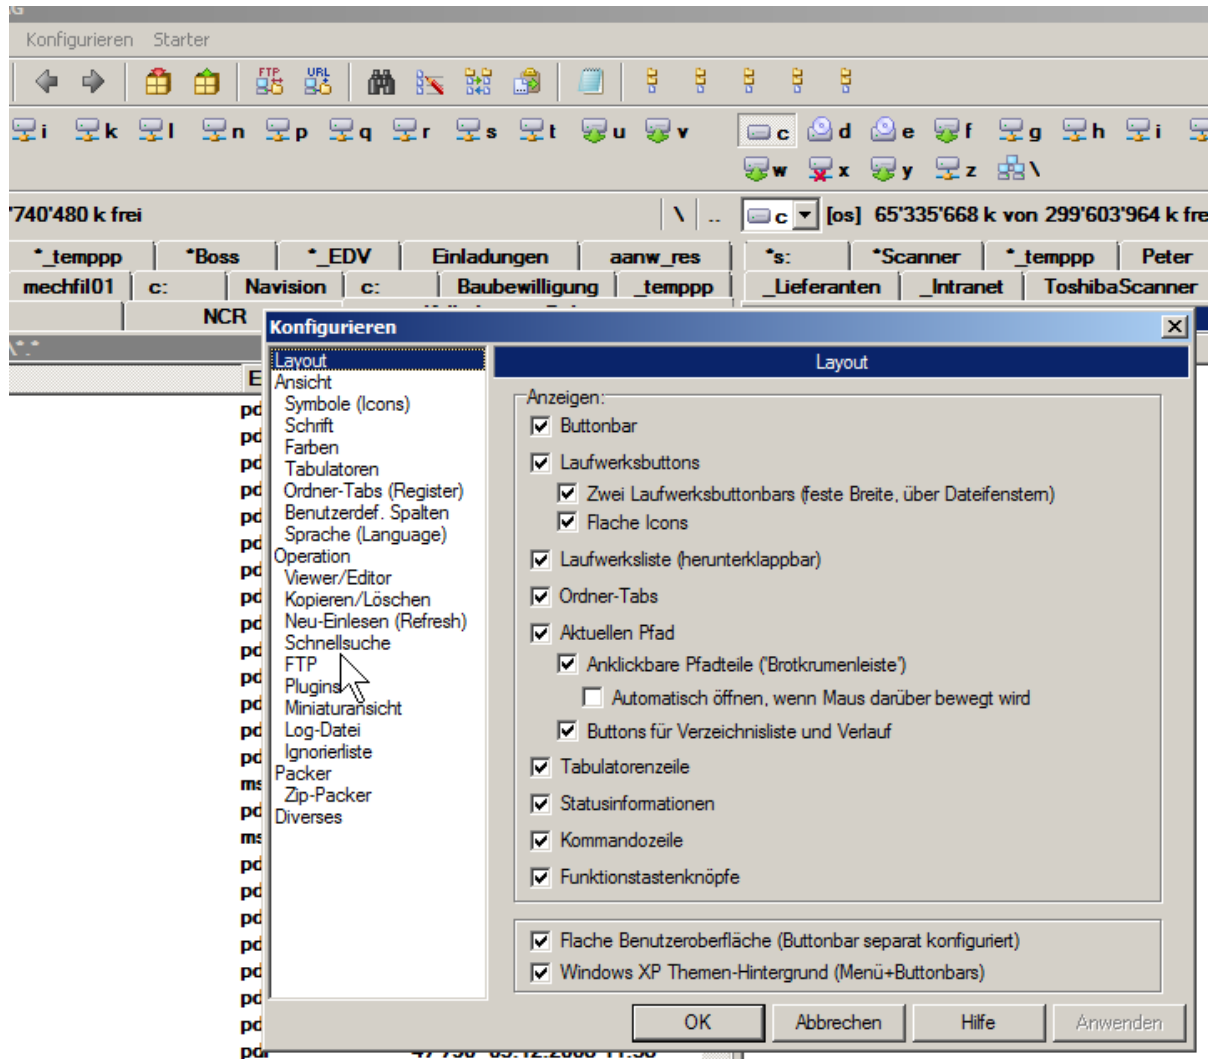 Konfigurieren Starter
FTP URL
i k l n p q r s t u v c d e f g h i
w x y z \
'740'480 k frei \ .. c [os] 65'335'668 k von 299'603'964 k fre
*_temppp *Boss *_EDV Einladungen aanw_res *s: *Scanner *_temppp Peter
mechfil01 c: Navision c: Baubewilligung _temppp _Lieferanten _Intranet ToshibaScanner
NCR
\*.*
Konfigurieren
Layout
Ansicht
Symbole (Icons)
Schrift
Farben
Tabulatoren
Ordner-Tabs (Register)
Benutzerdef. Spalten
Sprache (Language)
Operation
Viewer/Editor
Kopieren/Löschen
Neu-Einlesen (Refresh)
Schnellsuche
FTP
Plugins
Miniaturansicht
Log-Datei
Ignorierliste
Packer
Zip-Packer
Diverses
Layout
Anzeigen:
Buttonbar
Laufwerksbuttons
Zwei Laufwerksbuttonbars (feste Breite, über Dateifenstern)
Flache Icons
Laufwerksliste (herunterklappbar)
Ordner-Tabs
Aktuellen Pfad
Anklickbare Pfadteile ('Brotkrumenleiste')
Automatisch öffnen, wenn Maus darüber bewegt wird
Buttons für Verzeichnisliste und Verlauf
Tabulatorenzeile
Statusinformationen
Kommandozeile
Funktionstastenknöpfe
Flache Benutzeroberfläche (Buttonbar separat konfiguriert)
Windows XP Themen-Hintergrund (Menü+Buttonbars)
OK Abbrechen Hilfe Anwenden